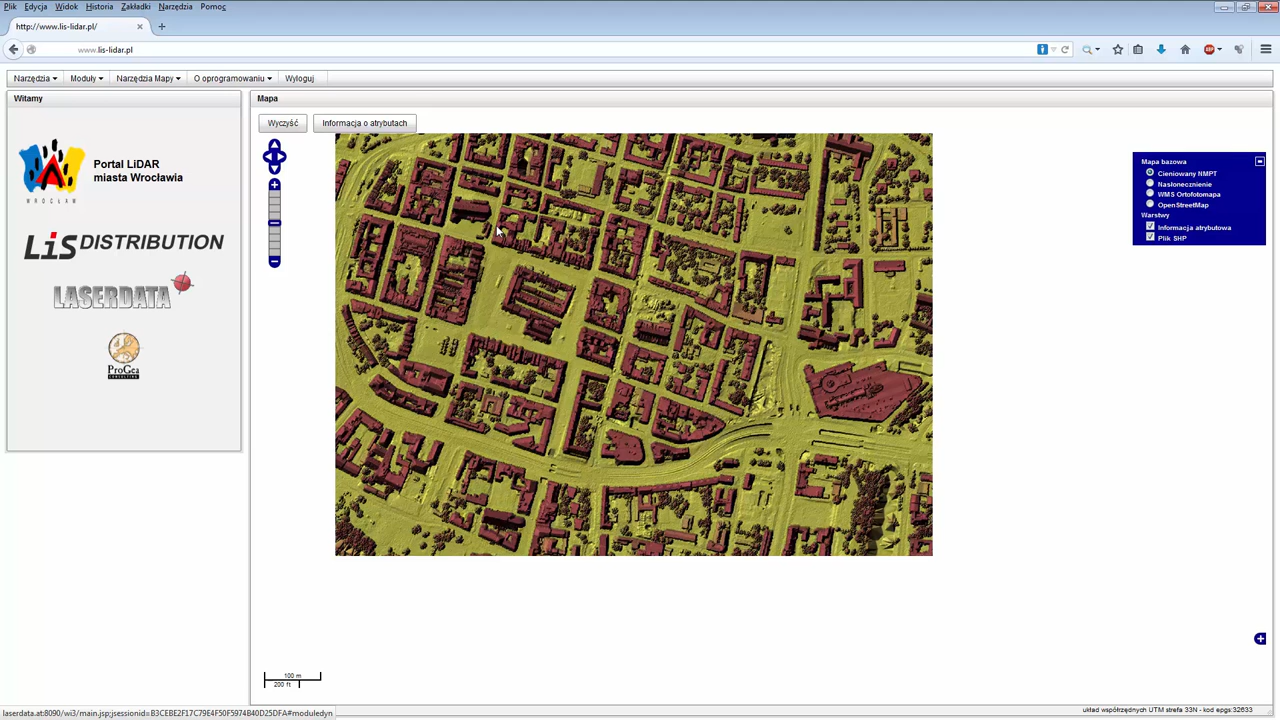 Plik Edycja Widok Historia Zakładki Narzędzia Pomoc
http://www.lis-lidar.pl/
www.lis-lidar.pl
Narzędzia Moduły Narzędzia Mapy O oprogramowaniu Wyloguj
Witamy
Portal LiDAR
miasta Wrocławia
WROCŁAW
LiS DISTRIBUTION
LASERDATA
ProGea
CONSULTING
Mapa
Wyczyść Informacja o atrybutach
Mapa bazowa
Cieniowany NMPT
Nasłonecznienie
WMS Ortofotomapa
OpenStreetMap
Warstwy
Informacja atrybutowa
Plik SHP
100 m
200 ft
układ współrzędnych UTM strefa 33N - kod epgs:32633
laserdata.at:8090/wi3/main.jsp;jsessionid=B3CEBE2F17C79E4F50F5974B40D25DFA#moduledyn